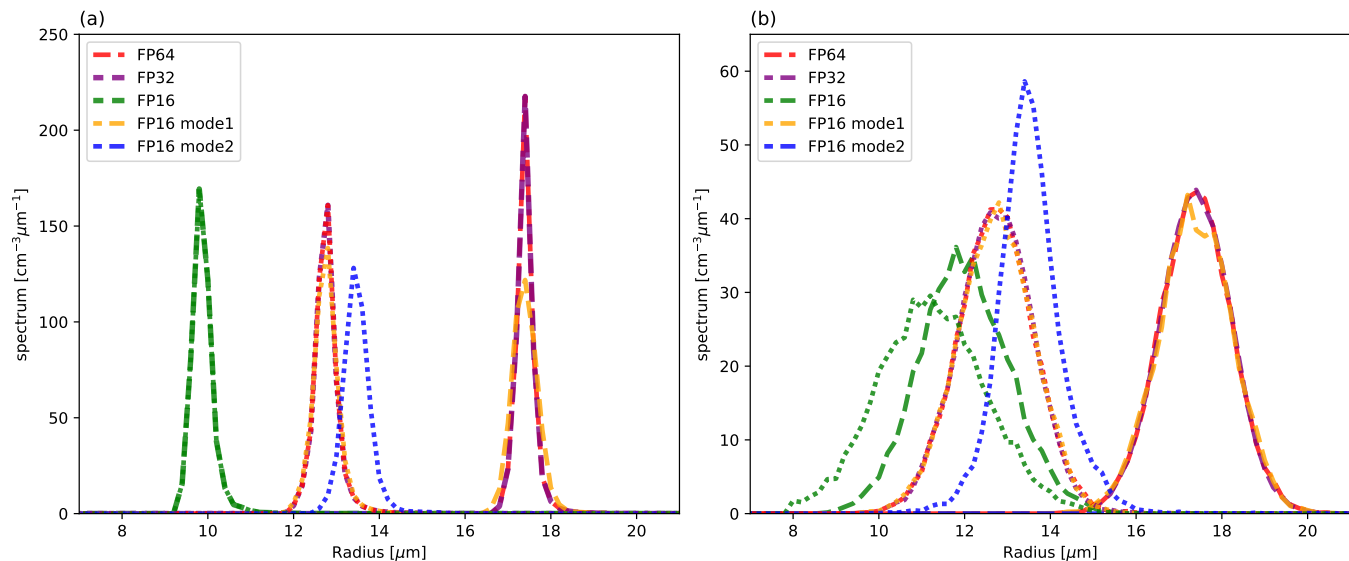 (a)
250
200
150
100
50
0
spectrum [cm⁻³μm⁻¹]
FP64
FP32
FP16
FP16 mode1
FP16 mode2
8 10 12 14 16 18 20
Radius [μm]
(b)
60
50
40
30
20
10
0
spectrum [cm⁻³μm⁻¹]
FP64
FP32
FP16
FP16 mode1
FP16 mode2
8 10 12 14 16 18 20
Radius [μm]